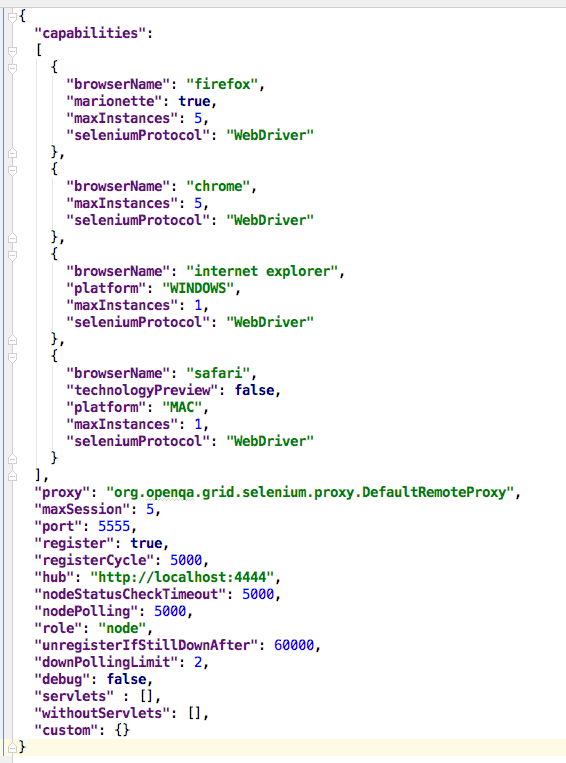 {
  "capabilities":
  [
    {
      "browserName": "firefox",
      "marionette": true,
      "maxInstances": 5,
      "seleniumProtocol": "WebDriver"
    },
    {
      "browserName": "chrome",
      "maxInstances": 5,
      "seleniumProtocol": "WebDriver"
    },
    {
      "browserName": "internet explorer",
      "platform": "WINDOWS",
      "maxInstances": 1,
      "seleniumProtocol": "WebDriver"
    },
    {
      "browserName": "safari",
      "technologyPreview": false,
      "platform": "MAC",
      "maxInstances": 1,
      "seleniumProtocol": "WebDriver"
    }
  ],
  "proxy": "org.openqa.grid.selenium.proxy.DefaultRemoteProxy",
  "maxSession": 5,
  "port": 5555,
  "register": true,
  "registerCycle": 5000,
  "hub": "http://localhost:4444",
  "nodeStatusCheckTimeout": 5000,
  "nodePolling": 5000,
  "role": "node",
  "unregisterIfStillDownAfter": 60000,
  "downPollingLimit": 2,
  "debug": false,
  "servlets" : [],
  "withoutServlets": [],
  "custom": {}
}